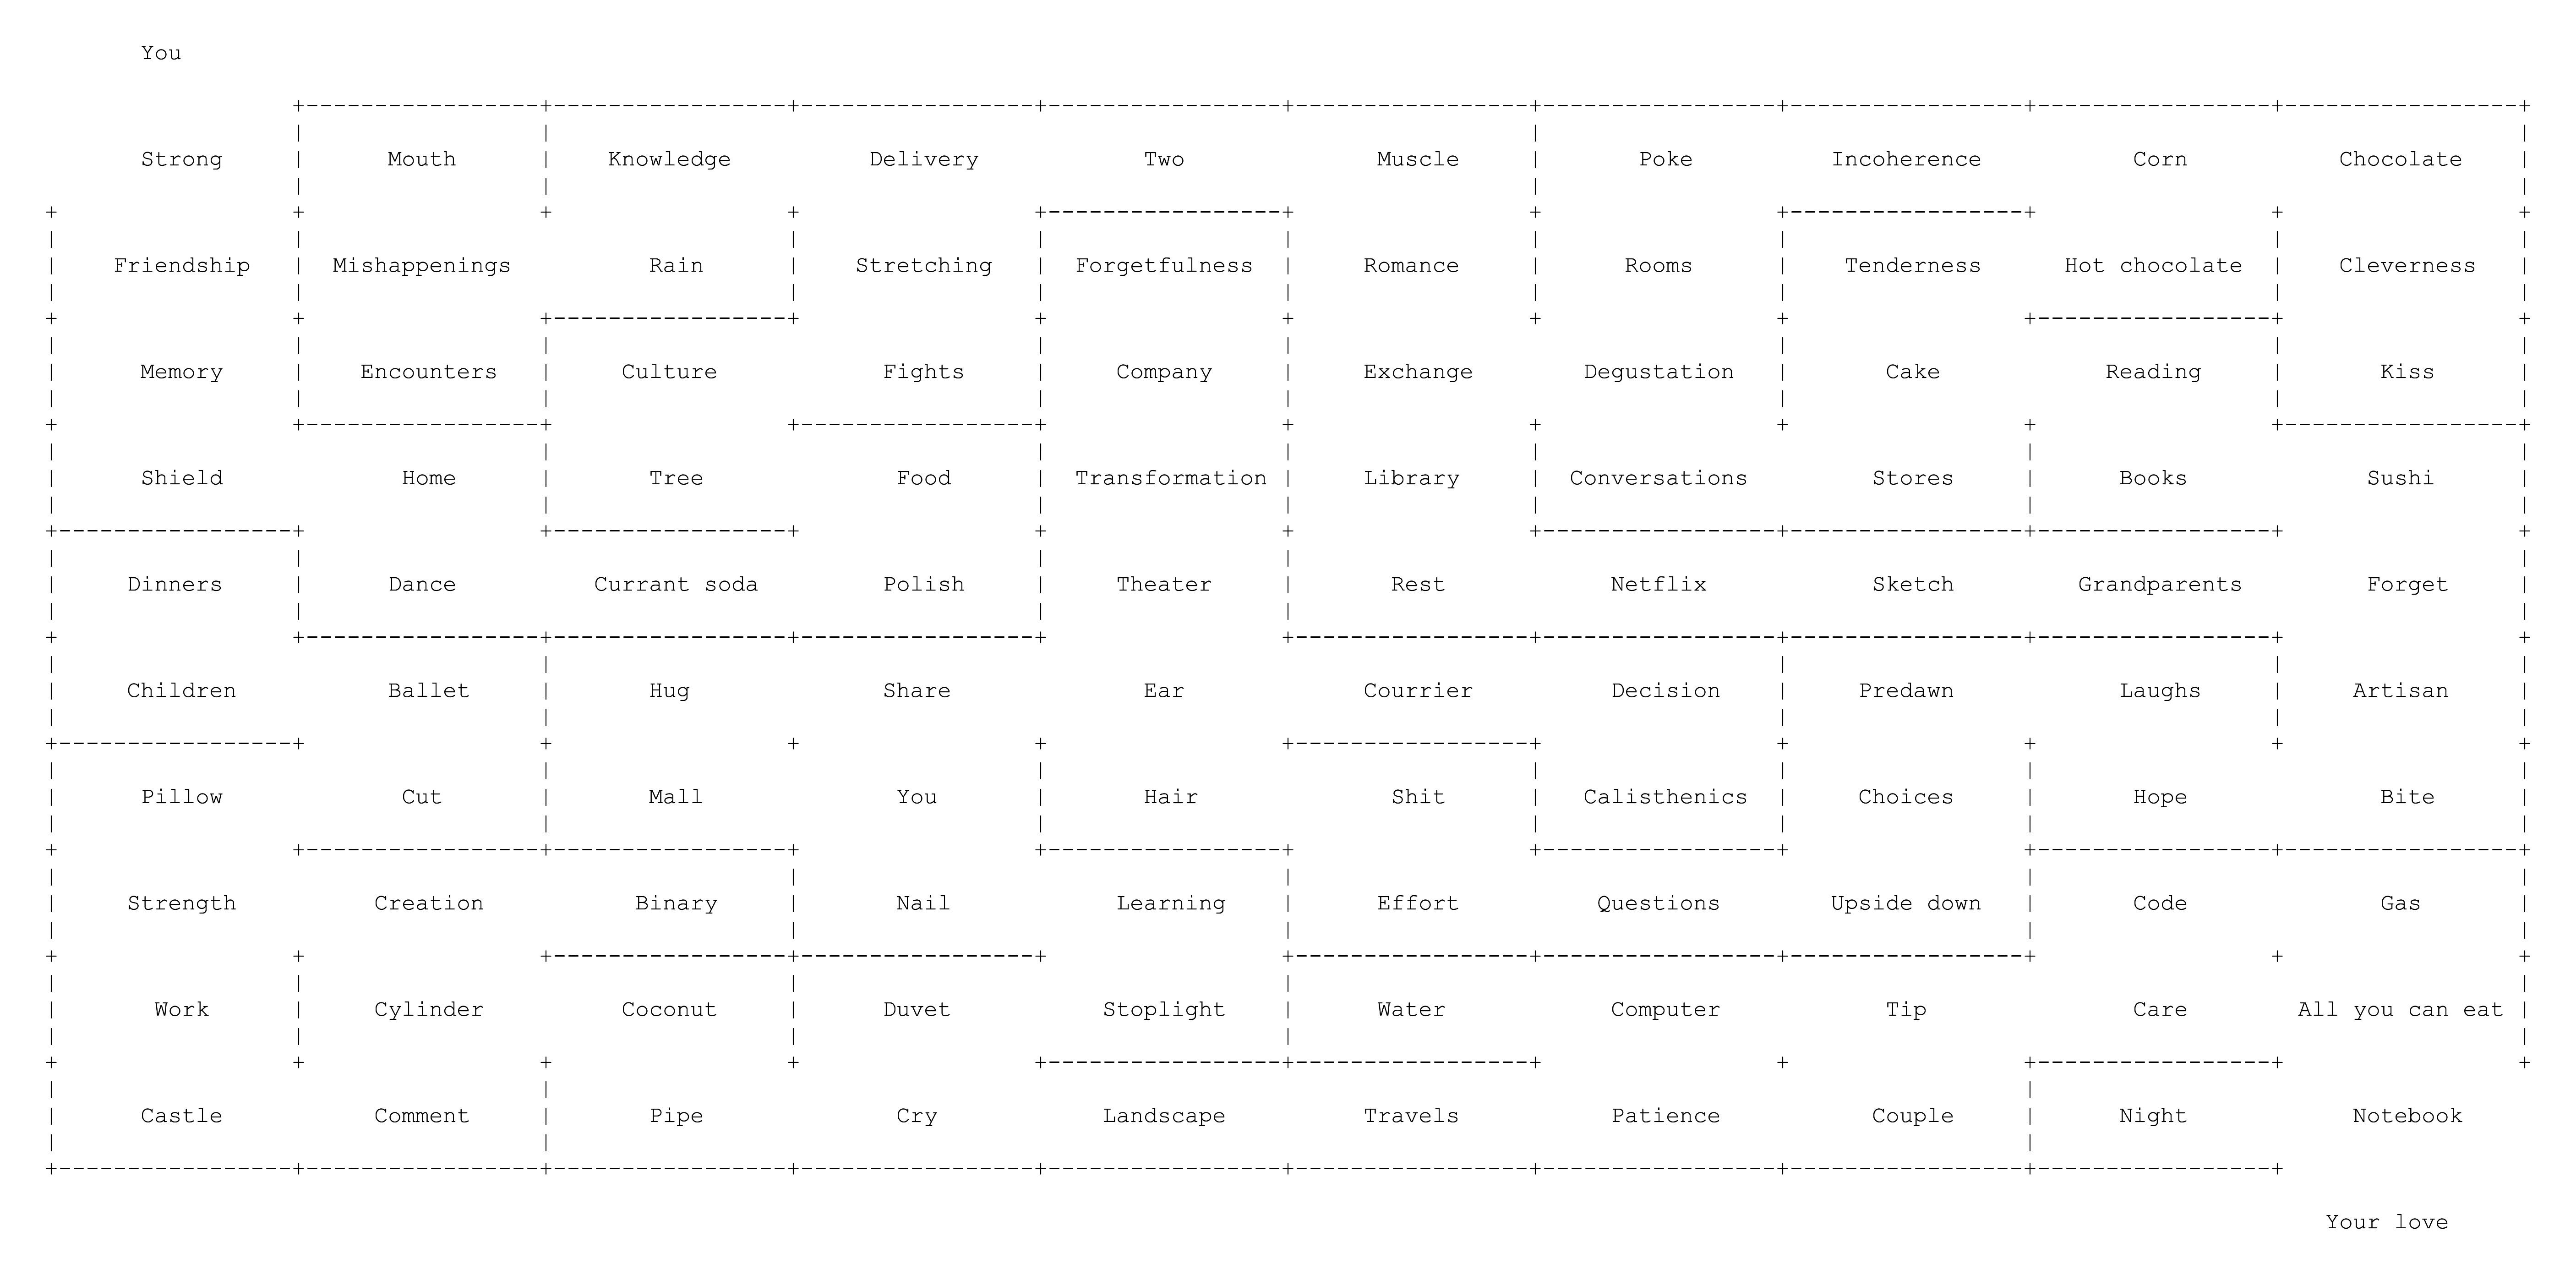 You
Strong Mouth Knowledge Delivery Two Muscle Poke Incoherence Corn Chocolate
Friendship Mishappenings Rain Stretching Forgetfulness Romance Rooms Tenderness Hot chocolate Cleverness
Memory Encounters Culture Fights Company Exchange Degustation Cake Reading Kiss
Shield Home Tree Food Transformation Library Conversations Stores Books Sushi
Dinners Dance Currant soda Polish Theater Rest Netflix Sketch Grandparents Forget
Children Ballet Hug Share Ear Courrier Decision Predawn Laughs Artisan
Pillow Cut Mall You Hair Shit Calisthenics Choices Hope Bite
Strength Creation Binary Nail Learning Effort Questions Upside down Code Gas
Work Cylinder Coconut Duvet Stoplight Water Computer Tip Care All you can eat
Castle Comment Pipe Cry Landscape Travels Patience Couple Night Notebook
Your love